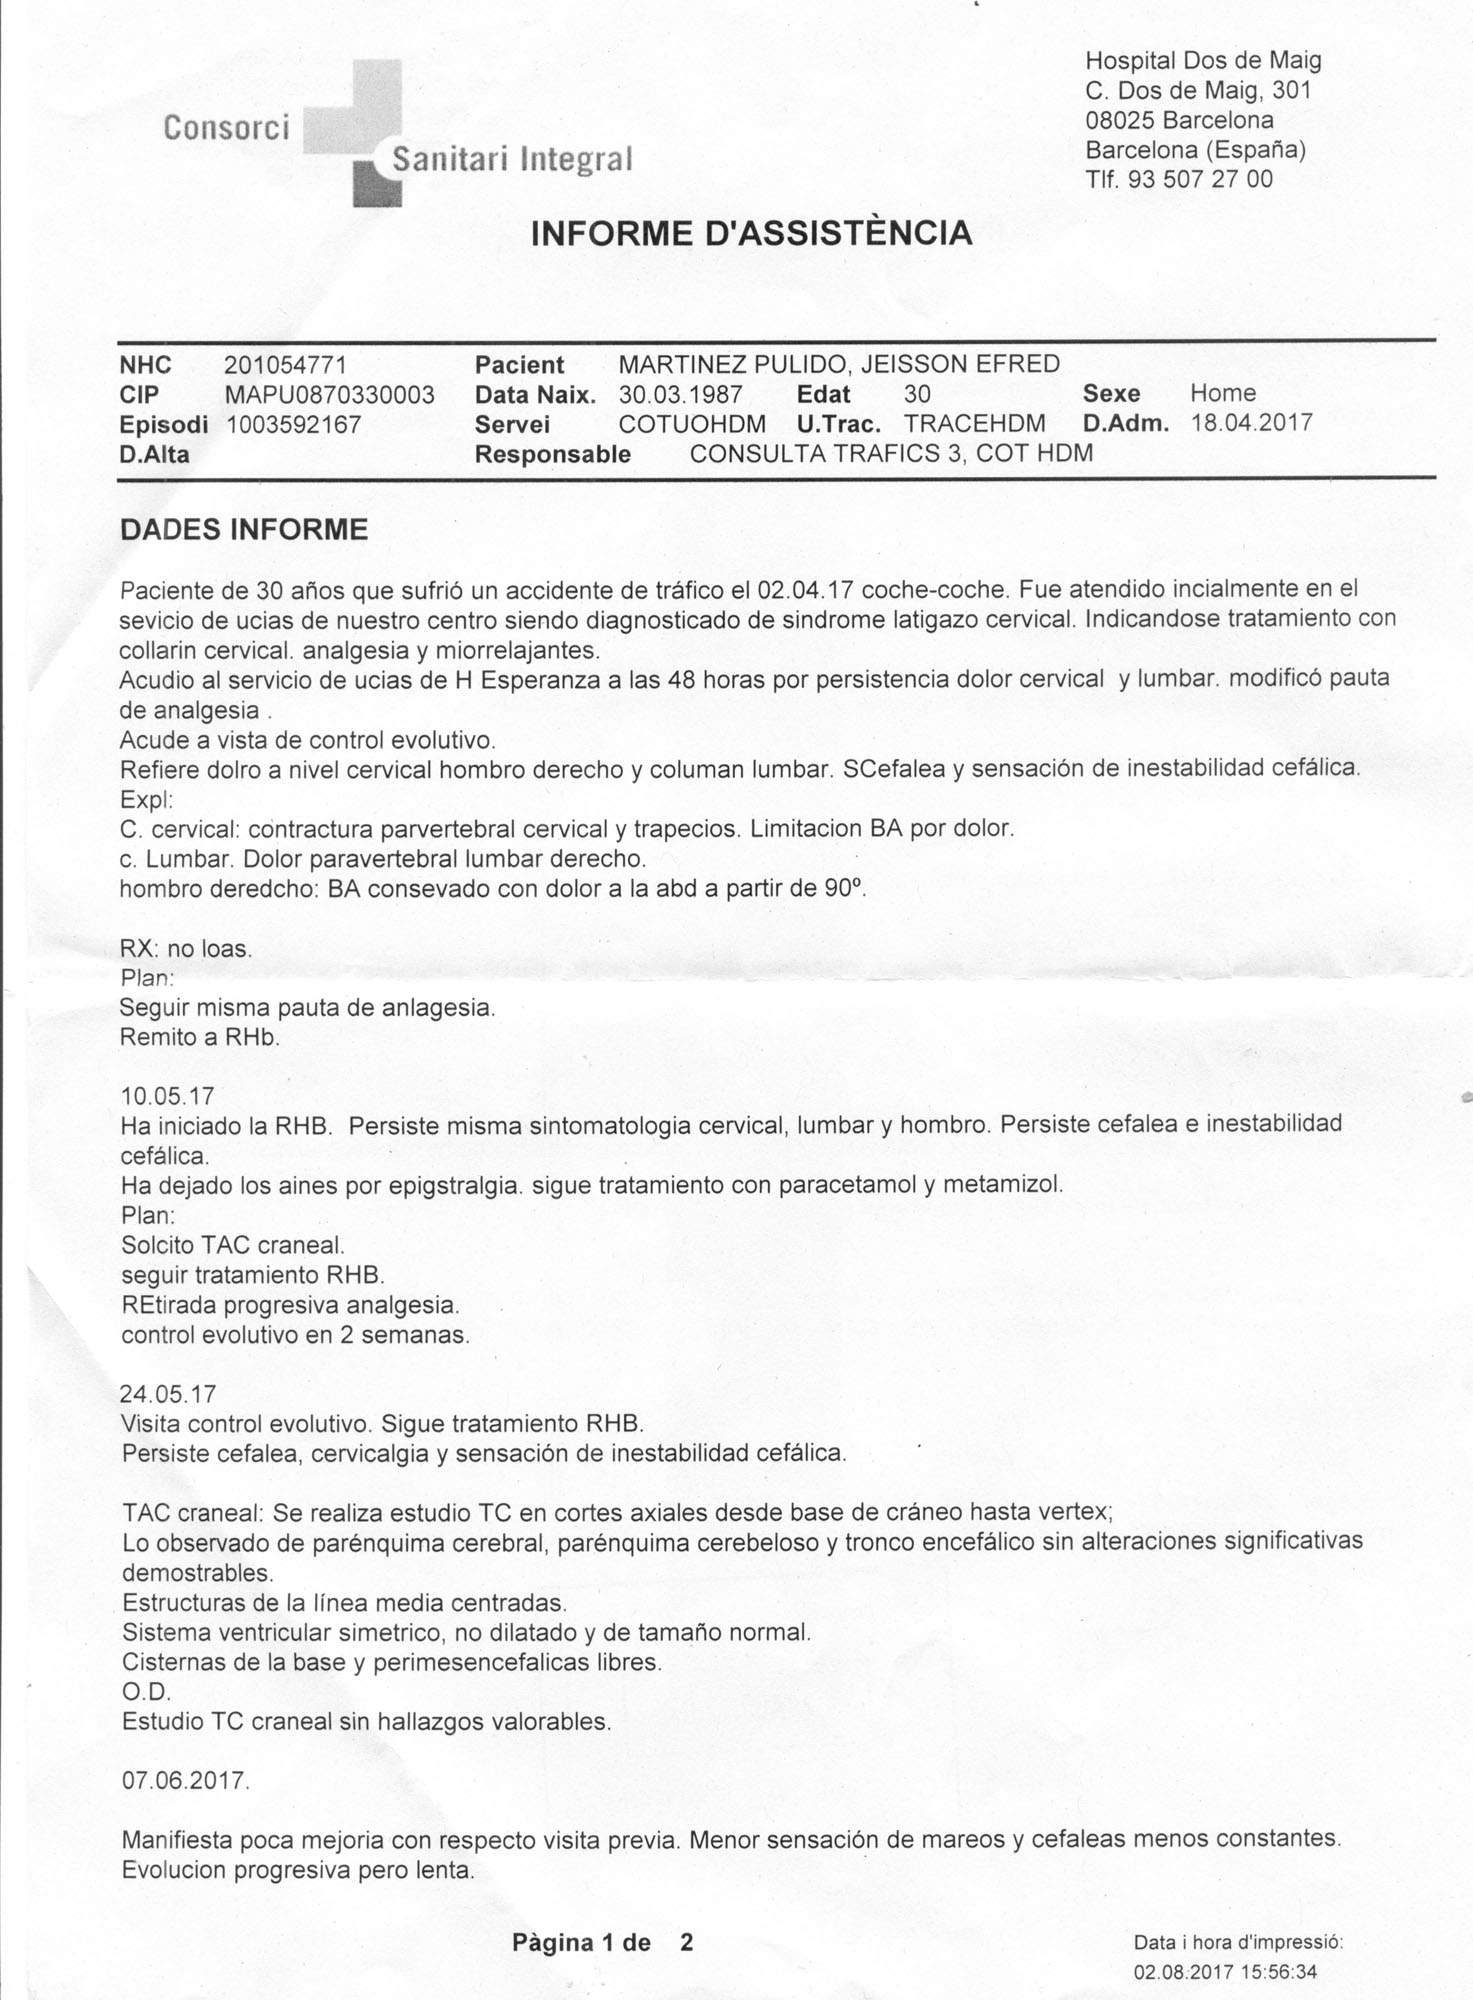 Hospital Dos de Maig
C. Dos de Maig, 301
08025 Barcelona
Barcelona (España)
Tlf. 93 507 27 00
Consorci
Sanitari Integral
INFORME D'ASSISTÈNCIA
NHC 201054771 Pacient MARTINEZ PULIDO, JEISSON EFRED
CIP MAPU0870330003 Data Naix. 30.03.1987 Edat 30 Sexe Home
Episodi 1003592167 Servei COTUOHDM U.Trac. TRACEHDM D.Adm. 18.04.2017
D.Alta Responsable CONSULTA TRAFICS 3, COT HDM
DADES INFORME
Paciente de 30 años que sufrió un accidente de tráfico el 02.04.17 coche-coche. Fue atendido incialmente en el
sevicio de ucias de nuestro centro siendo diagnosticado de sindrome latigazo cervical. Indicandose tratamiento con
collarin cervical. analgesia y miorrelajantes.
Acudio al servicio de ucias de H Esperanza a las 48 horas por persistencia dolor cervical y lumbar. modificó pauta
de analgesia .
Acude a vista de control evolutivo.
Refiere dolro a nivel cervical hombro derecho y columan lumbar. SCefalea y sensación de inestabilidad cefálica.
Expl:
C. cervical: contractura parvertebral cervical y trapecios. Limitacion BA por dolor.
c. Lumbar. Dolor paravertebral lumbar derecho.
hombro deredcho: BA consevado con dolor a la abd a partir de 90º.
RX: no loas.
Plan:
Seguir misma pauta de anlagesia.
Remito a RHb.
10.05.17
Ha iniciado la RHB. Persiste misma sintomatologia cervical, lumbar y hombro. Persiste cefalea e inestabilidad
cefálica.
Ha dejado los aines por epigstralgia. sigue tratamiento con paracetamol y metamizol.
Plan:
Solcito TAC craneal.
seguir tratamiento RHB.
REtirada progresiva analgesia.
control evolutivo en 2 semanas.
24.05.17
Visita control evolutivo. Sigue tratamiento RHB.
Persiste cefalea, cervicalgia y sensación de inestabilidad cefálica.
TAC craneal: Se realiza estudio TC en cortes axiales desde base de cráneo hasta vertex;
Lo observado de parénquima cerebral, parénquima cerebeloso y tronco encefálico sin alteraciones significativas
demostrables.
Estructuras de la línea media centradas.
Sistema ventricular simetrico, no dilatado y de tamaño normal.
Cisternas de la base y perimesencefalicas libres.
O.D.
Estudio TC craneal sin hallazgos valorables.
07.06.2017.
Manifiesta poca mejoria con respecto visita previa. Menor sensación de mareos y cefaleas menos constantes.
Evolucion progresiva pero lenta.
Pàgina 1 de 2
Data i hora d'impressió:
02.08.2017 15:56:34